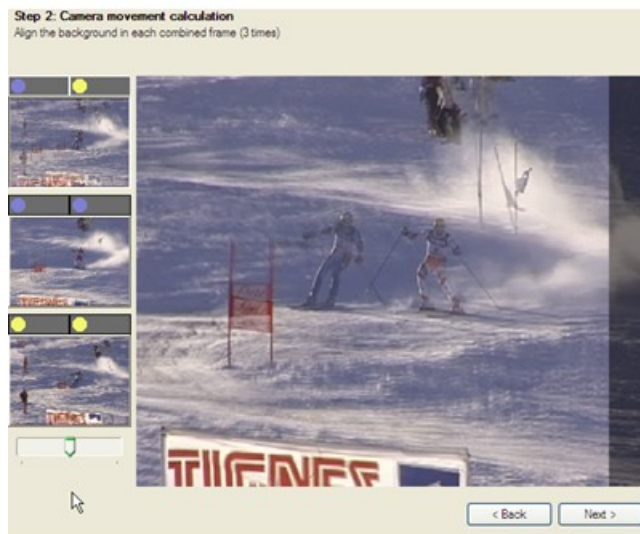 Step 2: Camera movement calculation
Align the background in each combined frame (3 times)
TIGNES
< Back
Next >